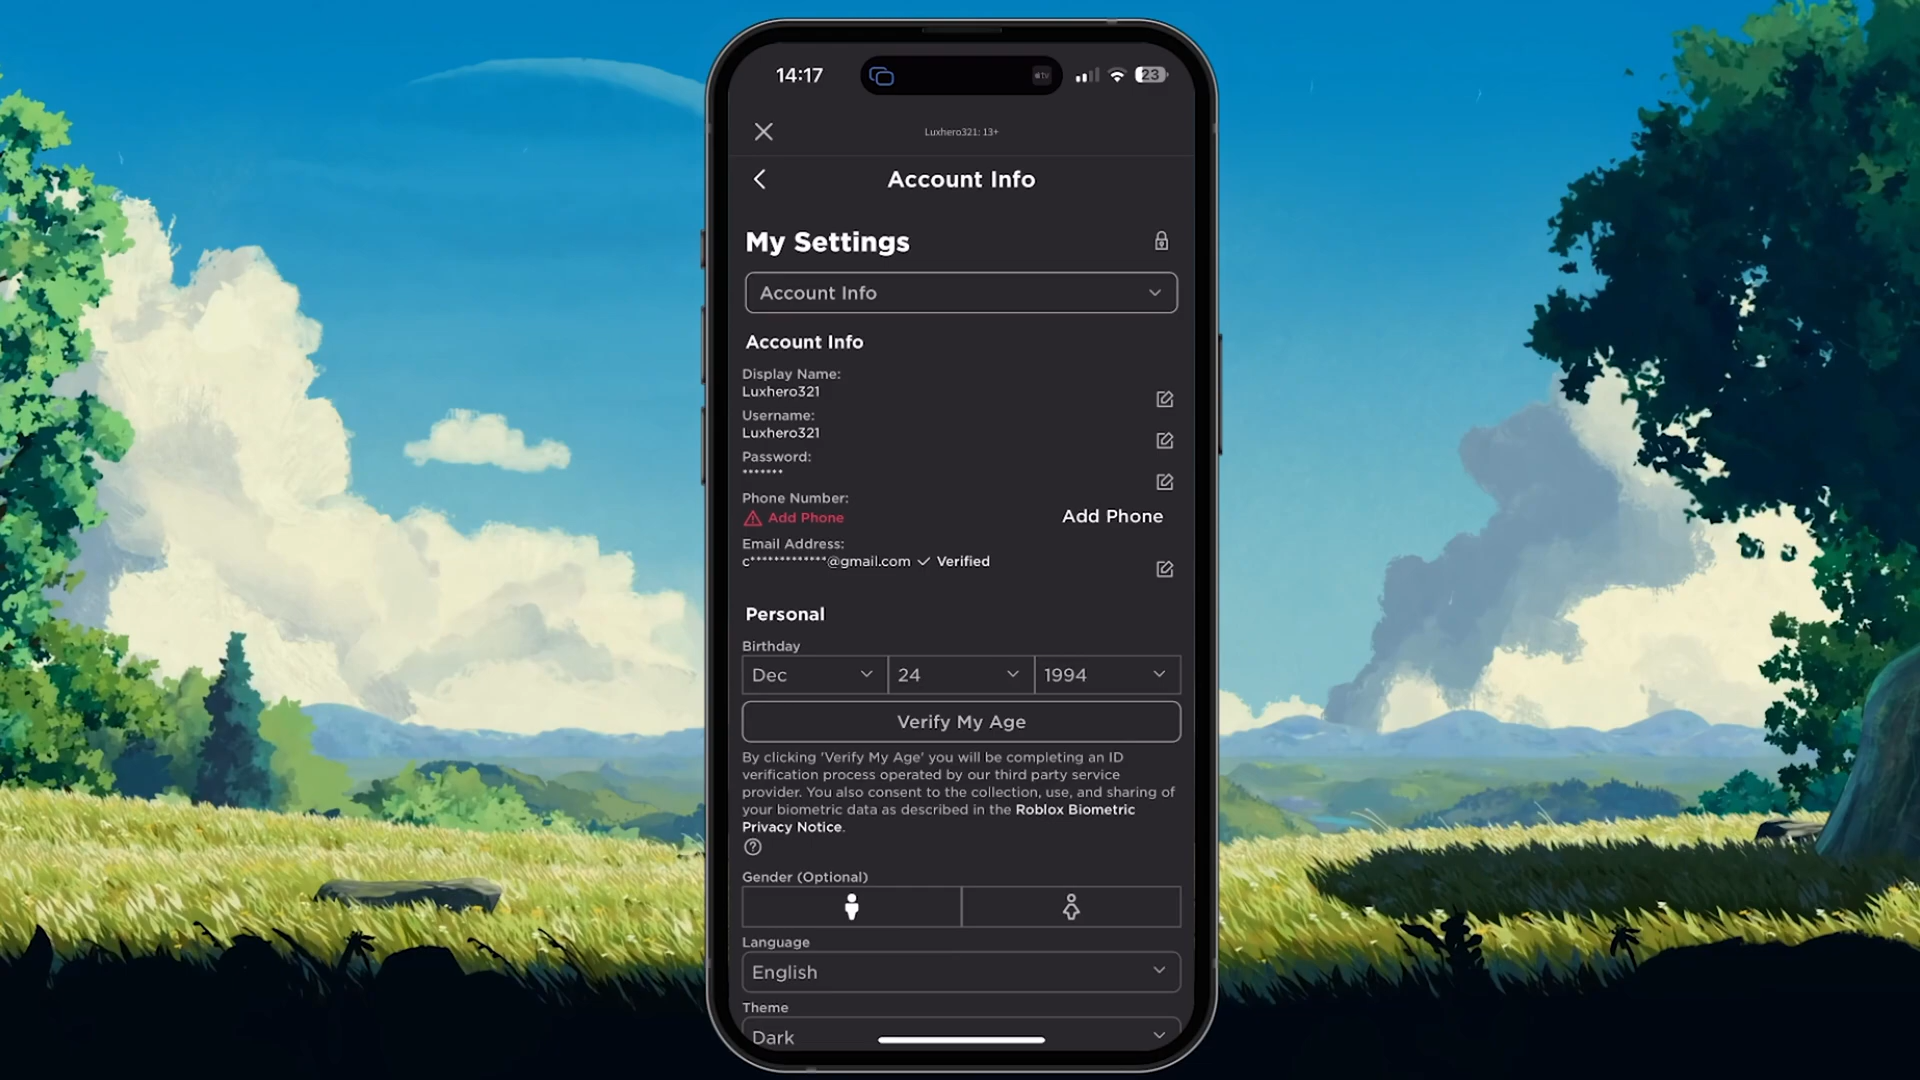 14:17
tv
23
Luxhero321: 13+
Account Info
My Settings
Account Info
Account Info
Display Name:
Luxhero321
Username:
Luxhero321
Password:
*******
Phone Number:
Add Phone
Add Phone
Email Address:
c*************@gmail.com ✓ Verified
Personal
Birthday
Dec 24 1994
Verify My Age
By clicking 'Verify My Age' you will be completing an ID
verification process operated by our third party service
provider. You also consent to the collection, use, and sharing of
your biometric data as described in the Roblox Biometric
Privacy Notice.
Gender (Optional)
Language
English
Theme
Dark